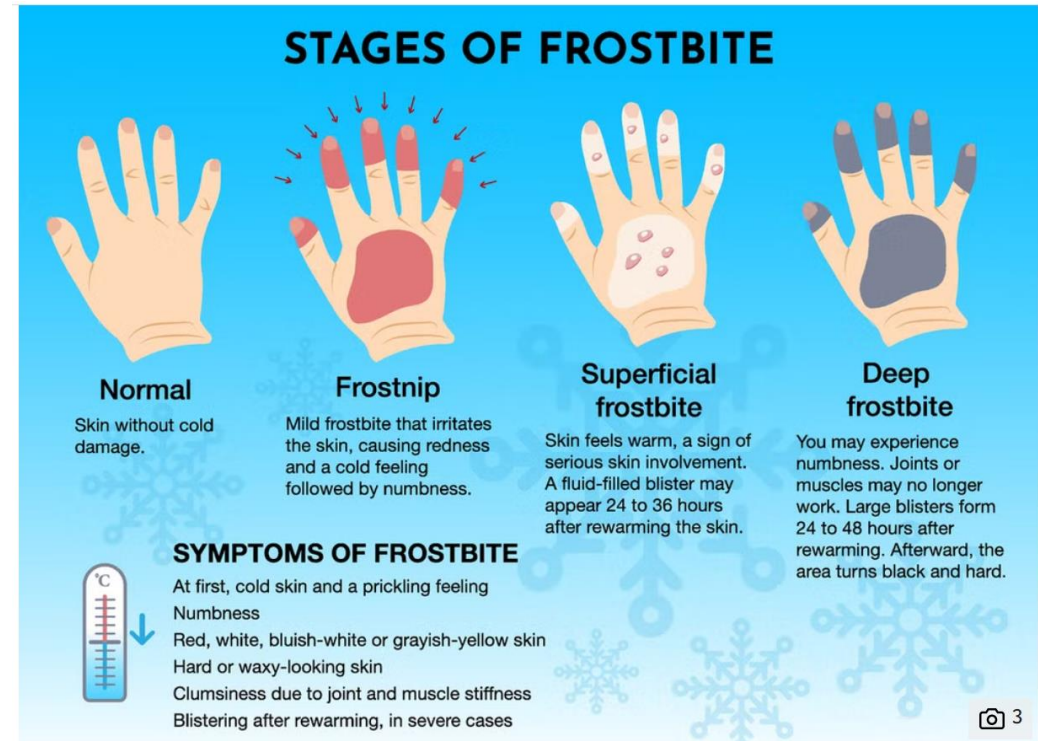 STAGES OF FROSTBITE
Normal
Skin without cold
damage.
Frostnip
Mild frostbite that irritates
the skin, causing redness
and a cold feeling
followed by numbness.
Superficial
frostbite
Skin feels warm, a sign of
serious skin involvement.
A fluid-filled blister may
appear 24 to 36 hours
after rewarming the skin.
Deep
frostbite
You may experience
numbness. Joints or
muscles may no longer
work. Large blisters form
24 to 48 hours after
rewarming. Afterward, the
area turns black and hard.
SYMPTOMS OF FROSTBITE
°C
At first, cold skin and a prickling feeling
Numbness
Red, white, bluish-white or grayish-yellow skin
Hard or waxy-looking skin
Clumsiness due to joint and muscle stiffness
Blistering after rewarming, in severe cases
3